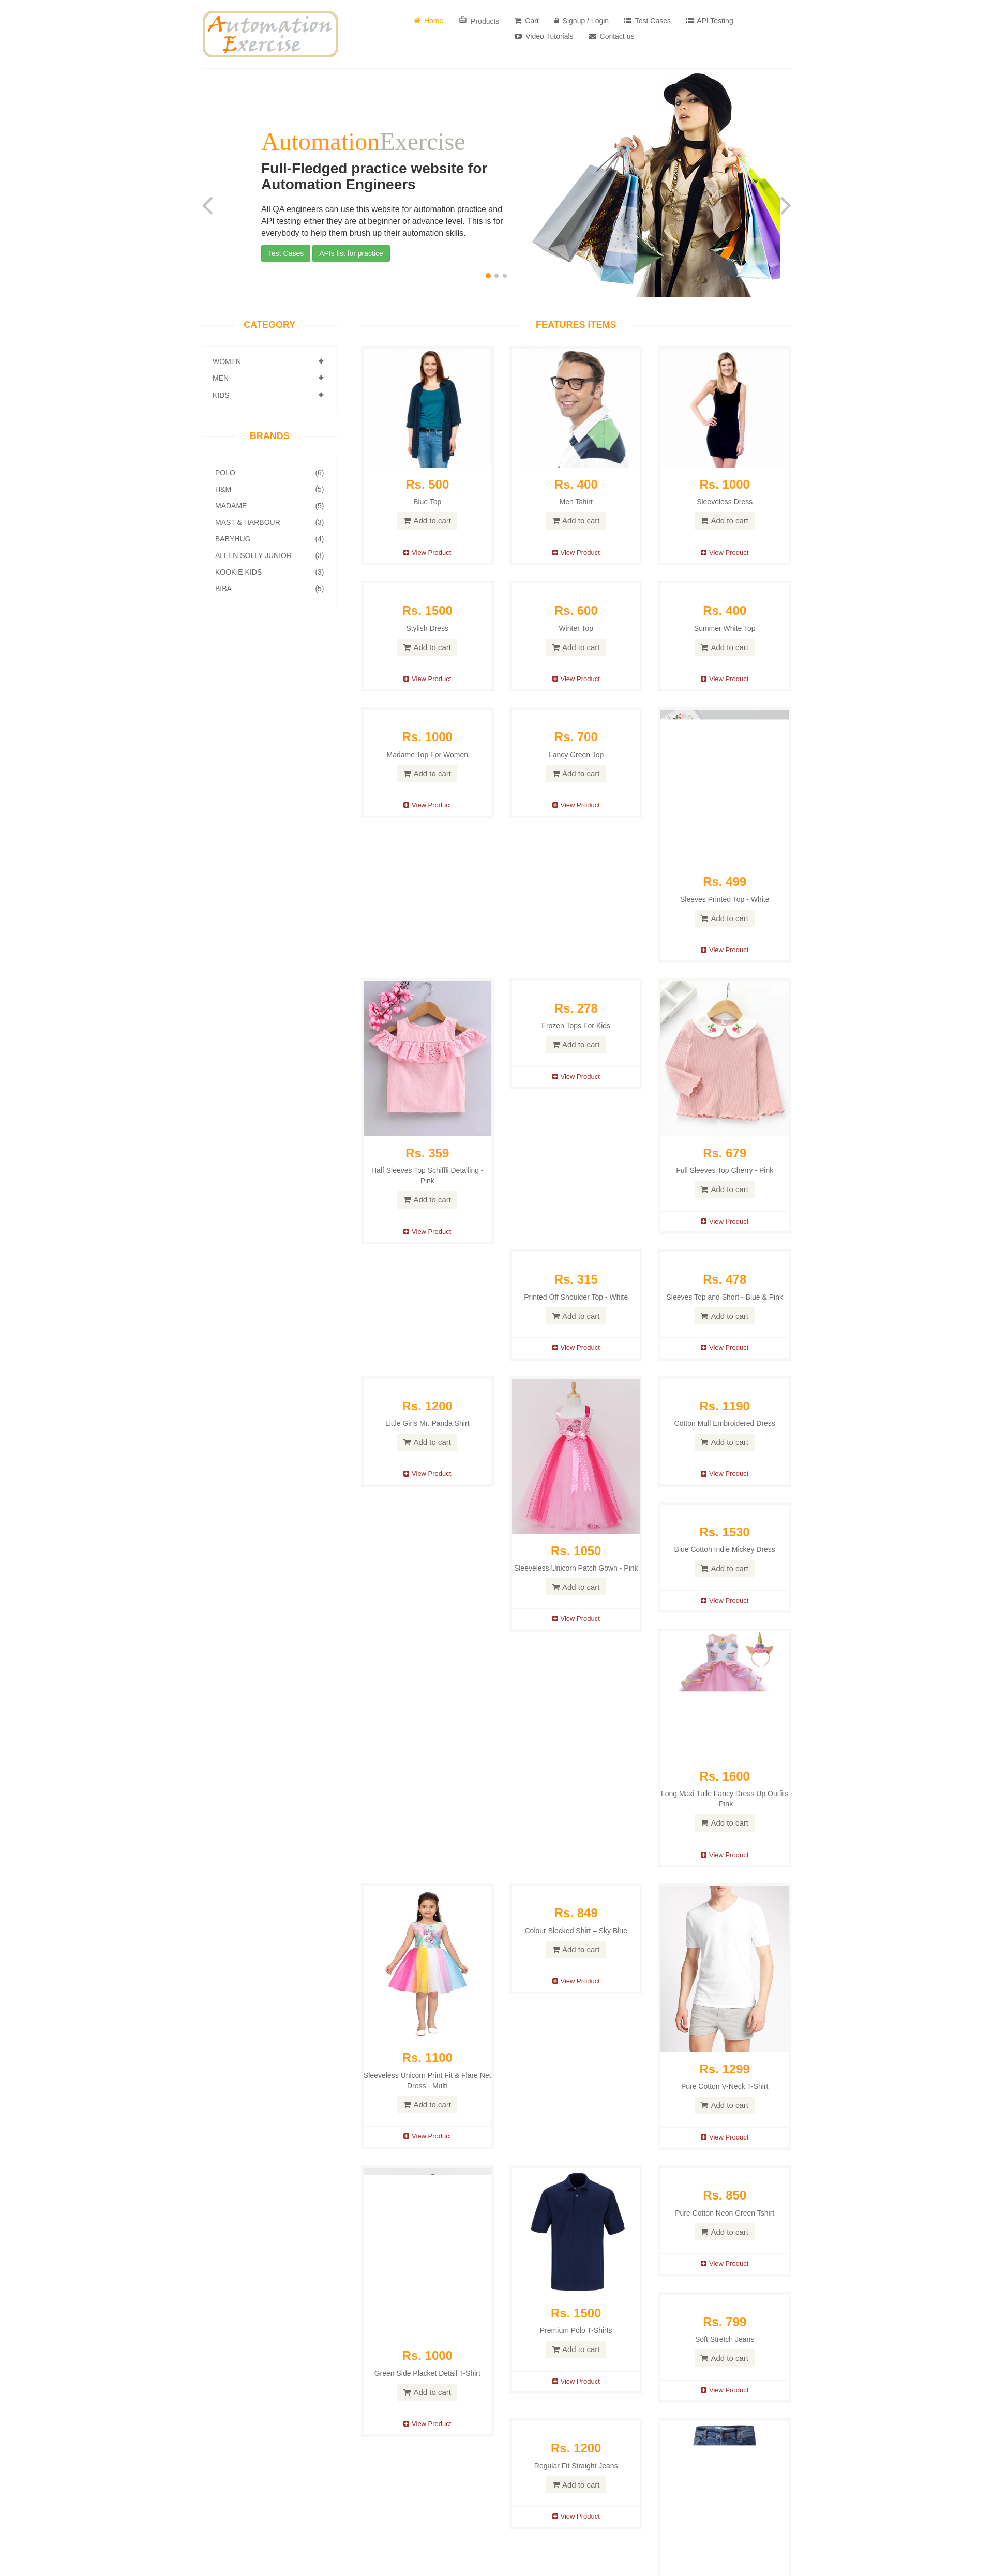 Automation
Exercise
Home
Products
Cart
Signup / Login
Test Cases
API Testing
Video Tutorials
Contact us
AutomationExercise
Full-Fledged practice website for
Automation Engineers
All QA engineers can use this website for automation practice and
API testing either they are at beginner or advance level. This is for
everybody to help them brush up their automation skills.
Test Cases
APIs list for practice
CATEGORY
WOMEN
MEN
KIDS
BRANDS
POLO (6)
H&M (5)
MADAME (5)
MAST & HARBOUR (3)
BABYHUG (4)
ALLEN SOLLY JUNIOR (3)
KOOKIE KIDS (3)
BIBA (5)
FEATURES ITEMS
Rs. 500
Blue Top
Add to cart
View Product
Rs. 400
Men Tshirt
Add to cart
View Product
Rs. 1000
Sleeveless Dress
Add to cart
View Product
Rs. 1500
Stylish Dress
Add to cart
View Product
Rs. 600
Winter Top
Add to cart
View Product
Rs. 400
Summer White Top
Add to cart
View Product
Rs. 1000
Madame Top For Women
Add to cart
View Product
Rs. 700
Fancy Green Top
Add to cart
View Product
Rs. 499
Sleeves Printed Top - White
Add to cart
View Product
Rs. 359
Half Sleeves Top Schiffli Detailing -
Pink
Add to cart
View Product
Rs. 278
Frozen Tops For Kids
Add to cart
View Product
Rs. 679
Full Sleeves Top Cherry - Pink
Add to cart
View Product
Rs. 315
Printed Off Shoulder Top - White
Add to cart
View Product
Rs. 478
Sleeves Top and Short - Blue & Pink
Add to cart
View Product
Rs. 1200
Little Girls Mr. Panda Shirt
Add to cart
View Product
Rs. 1050
Sleeveless Unicorn Patch Gown - Pink
Add to cart
View Product
Rs. 1190
Cotton Mull Embroidered Dress
Add to cart
View Product
Rs. 1530
Blue Cotton Indie Mickey Dress
Add to cart
View Product
Rs. 1600
Long Maxi Tulle Fancy Dress Up Outfits
-Pink
Add to cart
View Product
Rs. 1100
Sleeveless Unicorn Print Fit & Flare Net
Dress - Multi
Add to cart
View Product
Rs. 849
Colour Blocked Shirt – Sky Blue
Add to cart
View Product
Rs. 1299
Pure Cotton V-Neck T-Shirt
Add to cart
View Product
Rs. 1000
Green Side Placket Detail T-Shirt
Add to cart
View Product
Rs. 1500
Premium Polo T-Shirts
Add to cart
View Product
Rs. 850
Pure Cotton Neon Green Tshirt
Add to cart
View Product
Rs. 799
Soft Stretch Jeans
Add to cart
View Product
Rs. 1200
Regular Fit Straight Jeans
Add to cart
View Product